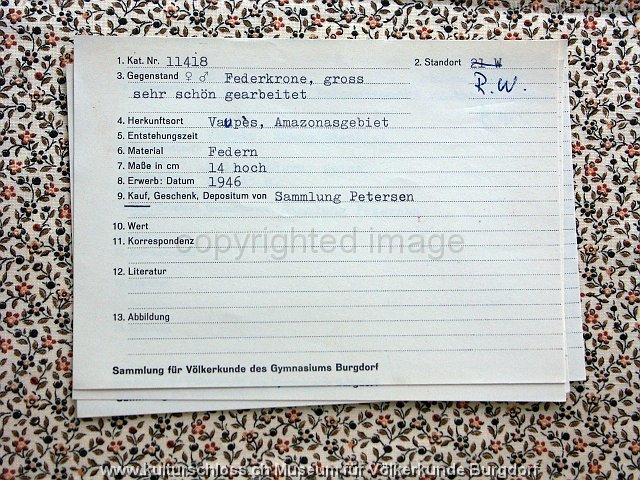 1. Kat. Nr. 11418 2. Standort 21 W
3. Gegenstand ♀ ♂ Federkrone, gross R.W.
sehr schön gearbeitet
4. Herkunftsort Vaupès, Amazonasgebiet
5. Entstehungszeit
6. Material Federn
7. Maße in cm 14 hoch
8. Erwerb: Datum 1946
9. Kauf, Geschenk, Depositum von Sammlung Petersen
10. Wert
11. Korrespondenz
copyrighted image
12. Literatur
13. Abbildung
Sammlung für Völkerkunde des Gymnasiums Burgdorf
www.kulturschloss.ch Museum für Völkerkunde Burgdorf